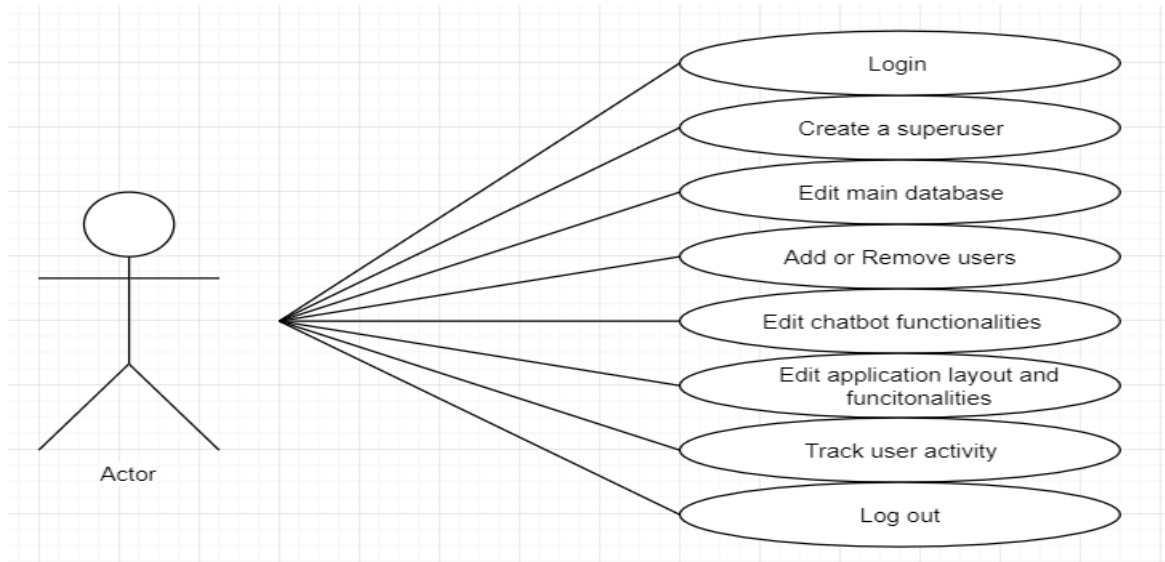 Login
Create a superuser
Edit main database
Add or Remove users
Edit chatbot functionalities
Edit application layout and
funcitonalities
Track user activity
Log out
Actor